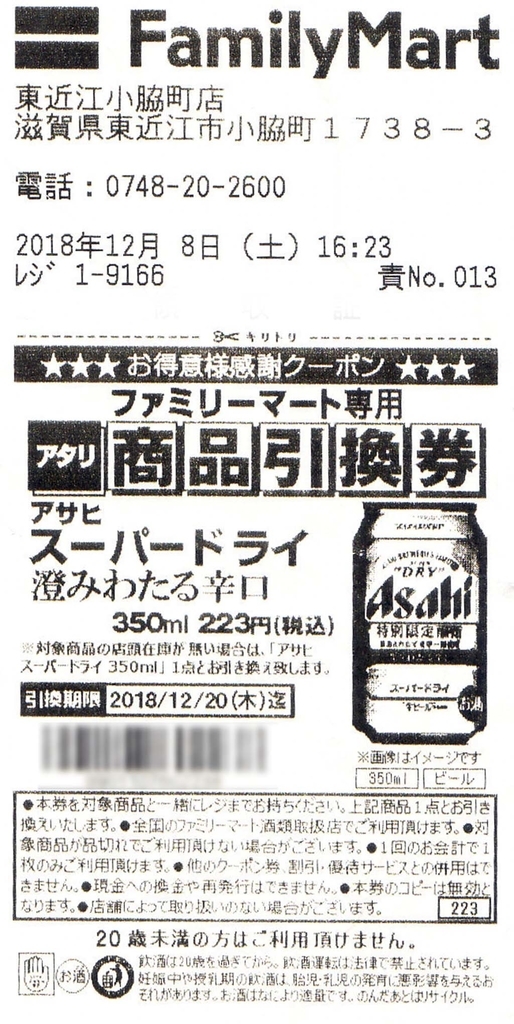 FamilyMart
東近江小脇町店
滋賀県東近江市小脇町1738-3
電話：0748-20-2600
2018年12月 8日（土）16:23
レジ 1-9166
責No.013
キリトリ
★★★お得意様感謝クーポン★★★
ファミリーマート専用
アタリ 商品引換券
アサヒ
スーパードライ
澄みわたる辛口
350ml 223円(税込)
※対象商品の店頭在庫が無い場合は、「アサヒ
スーパードライ 350ml」1点とお引き換え致します。
引換期限 2018/12/20(木)迄
"DRY"
Asahi
特別限定醸造
スーパードライ
生ビール
お酒
※画像はイメージです
350ml ビール
●本券を対象商品と一緒にレジまでお持ちください。上記商品1点とお引き
換えいたします。●全国のファミリーマート酒類取扱店でご利用頂けます。●対
象商品が品切れでご利用頂けない場合がございます。●1回のお会計で1
枚のみご利用頂けます。●他のクーポン券、割引・優待サービスとの併用はで
きません。●現金への換金や再発行はできません。●本券のコピーは無効と
なります。●店舗によって取り扱いのない場合がございます。
223
20歳未満の方はご利用頂けません。
お酒
飲酒は20歳を過ぎてから。飲酒運転は法律で禁止されています。
妊娠中や授乳期の飲酒は、胎児・乳児の発育に悪影響を与えるお
それがあります。お酒はなにより適量です。のんだあとはリサイクル。